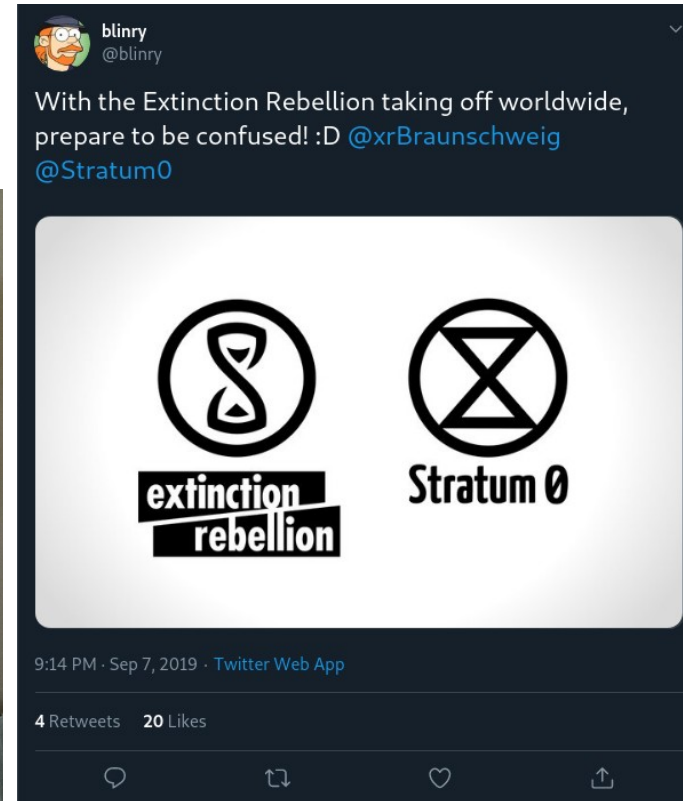 blinry
@blinry
With the Extinction Rebellion taking off worldwide,
prepare to be confused! :D @xrBraunschweig
@Stratum0
extinction
rebellion
Stratum 0
9:14 PM · Sep 7, 2019 · Twitter Web App
4 Retweets 20 Likes